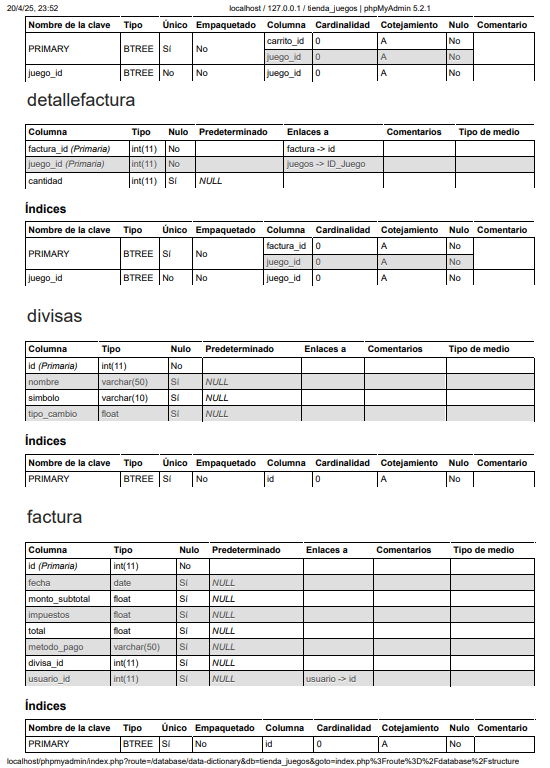 20/4/25, 23:52 localhost / 127.0.0.1 / tienda_juegos | phpMyAdmin 5.2.1
Nombre de la clave Tipo Único Empaquetado Columna Cardinalidad Cotejamiento Nulo Comentario
PRIMARY BTREE Sí No carrito_id 0 A No
juego_id 0 A No
juego_id BTREE No No juego_id 0 A No
detallefactura
Columna Tipo Nulo Predeterminado Enlaces a Comentarios Tipo de medio
factura_id (Primaria) int(11) No factura -> id
juego_id (Primaria) int(11) No juegos -> ID_Juego
cantidad int(11) Sí NULL
Índices
Nombre de la clave Tipo Único Empaquetado Columna Cardinalidad Cotejamiento Nulo Comentario
PRIMARY BTREE Sí No factura_id 0 A No
juego_id 0 A No
juego_id BTREE No No juego_id 0 A No
divisas
Columna Tipo Nulo Predeterminado Enlaces a Comentarios Tipo de medio
id (Primaria) int(11) No
nombre varchar(50) Sí NULL
simbolo varchar(10) Sí NULL
tipo_cambio float Sí NULL
Índices
Nombre de la clave Tipo Único Empaquetado Columna Cardinalidad Cotejamiento Nulo Comentario
PRIMARY BTREE Sí No id 0 A No
factura
Columna Tipo Nulo Predeterminado Enlaces a Comentarios Tipo de medio
id (Primaria) int(11) No
fecha date Sí NULL
monto_subtotal float Sí NULL
impuestos float Sí NULL
total float Sí NULL
metodo_pago varchar(50) Sí NULL
divisa_id int(11) Sí NULL
usuario_id int(11) Sí NULL usuario -> id
Índices
Nombre de la clave Tipo Único Empaquetado Columna Cardinalidad Cotejamiento Nulo Comentario
PRIMARY BTREE Sí No id 0 A No
localhost/phpmyadmin/index.php?route=/database/data-dictionary&db=tienda_juegos&goto=index.php%3Froute%3D%2Fdatabase%2Fstructure